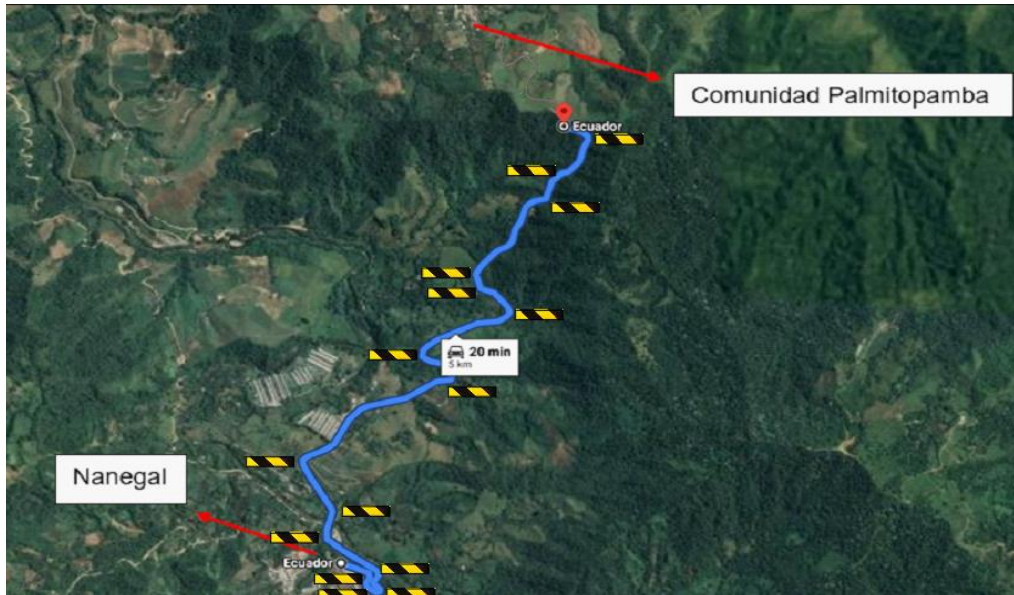 Comunidad Palmitopamba
Ecuador
20 min
5 km
Nanegal
Ecuador